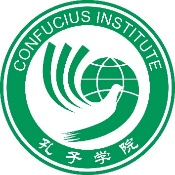 CONFUCIUS INSTITUTE
孔子学院